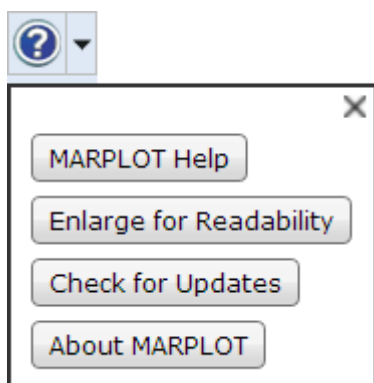 ?
MARPLOT Help
Enlarge for Readability
Check for Updates
About MARPLOT